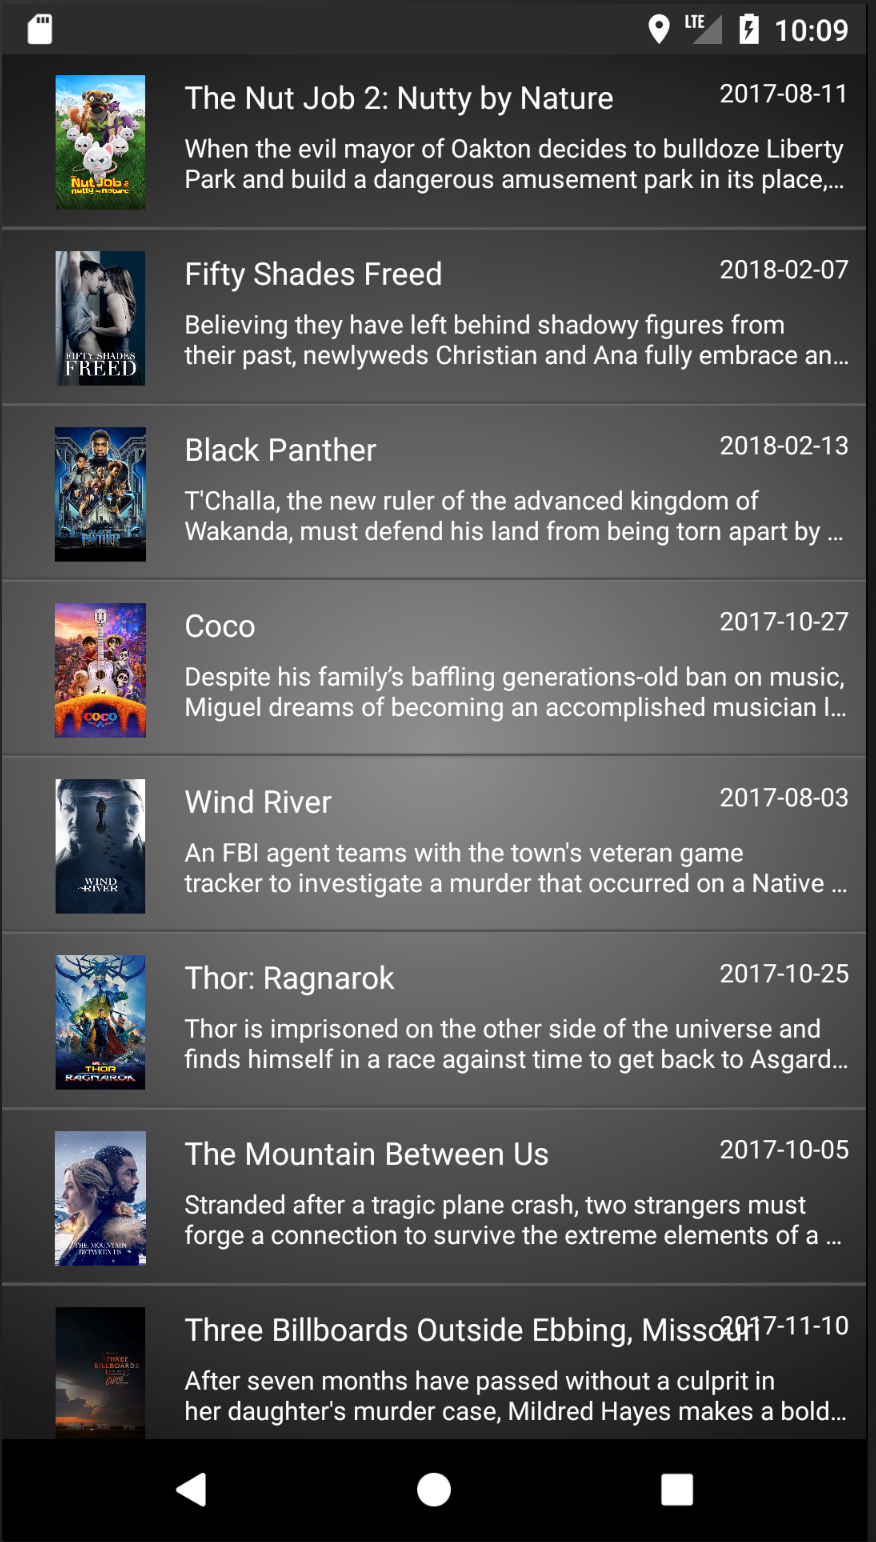 LTE 10:09
The Nut Job 2: Nutty by Nature 2017-08-11
When the evil mayor of Oakton decides to bulldoze Liberty
Park and build a dangerous amusement park in its place,…
The
Nut Job 2
nutty by nature
Fifty Shades Freed 2018-02-07
Believing they have left behind shadowy figures from
their past, newlyweds Christian and Ana fully embrace an…
FIFTY SHADES
FREED
Black Panther 2018-02-13
T'Challa, the new ruler of the advanced kingdom of
Wakanda, must defend his land from being torn apart by …
BLACK
PANTHER
Coco 2017-10-27
Despite his family’s baffling generations-old ban on music,
Miguel dreams of becoming an accomplished musician l…
COCO
Wind River 2017-08-03
An FBI agent teams with the town's veteran game
tracker to investigate a murder that occurred on a Native …
WIND
RIVER
Thor: Ragnarok 2017-10-25
Thor is imprisoned on the other side of the universe and
finds himself in a race against time to get back to Asgard…
THOR
RAGNAROK
The Mountain Between Us 2017-10-05
Stranded after a tragic plane crash, two strangers must
forge a connection to survive the extreme elements of a …
THE MOUNTAIN
BETWEEN US
Three Billboards Outside Ebbing, Missouri 2017-11-10
After seven months have passed without a culprit in
her daughter's murder case, Mildred Hayes makes a bold…
THREE
BILLBOARDS